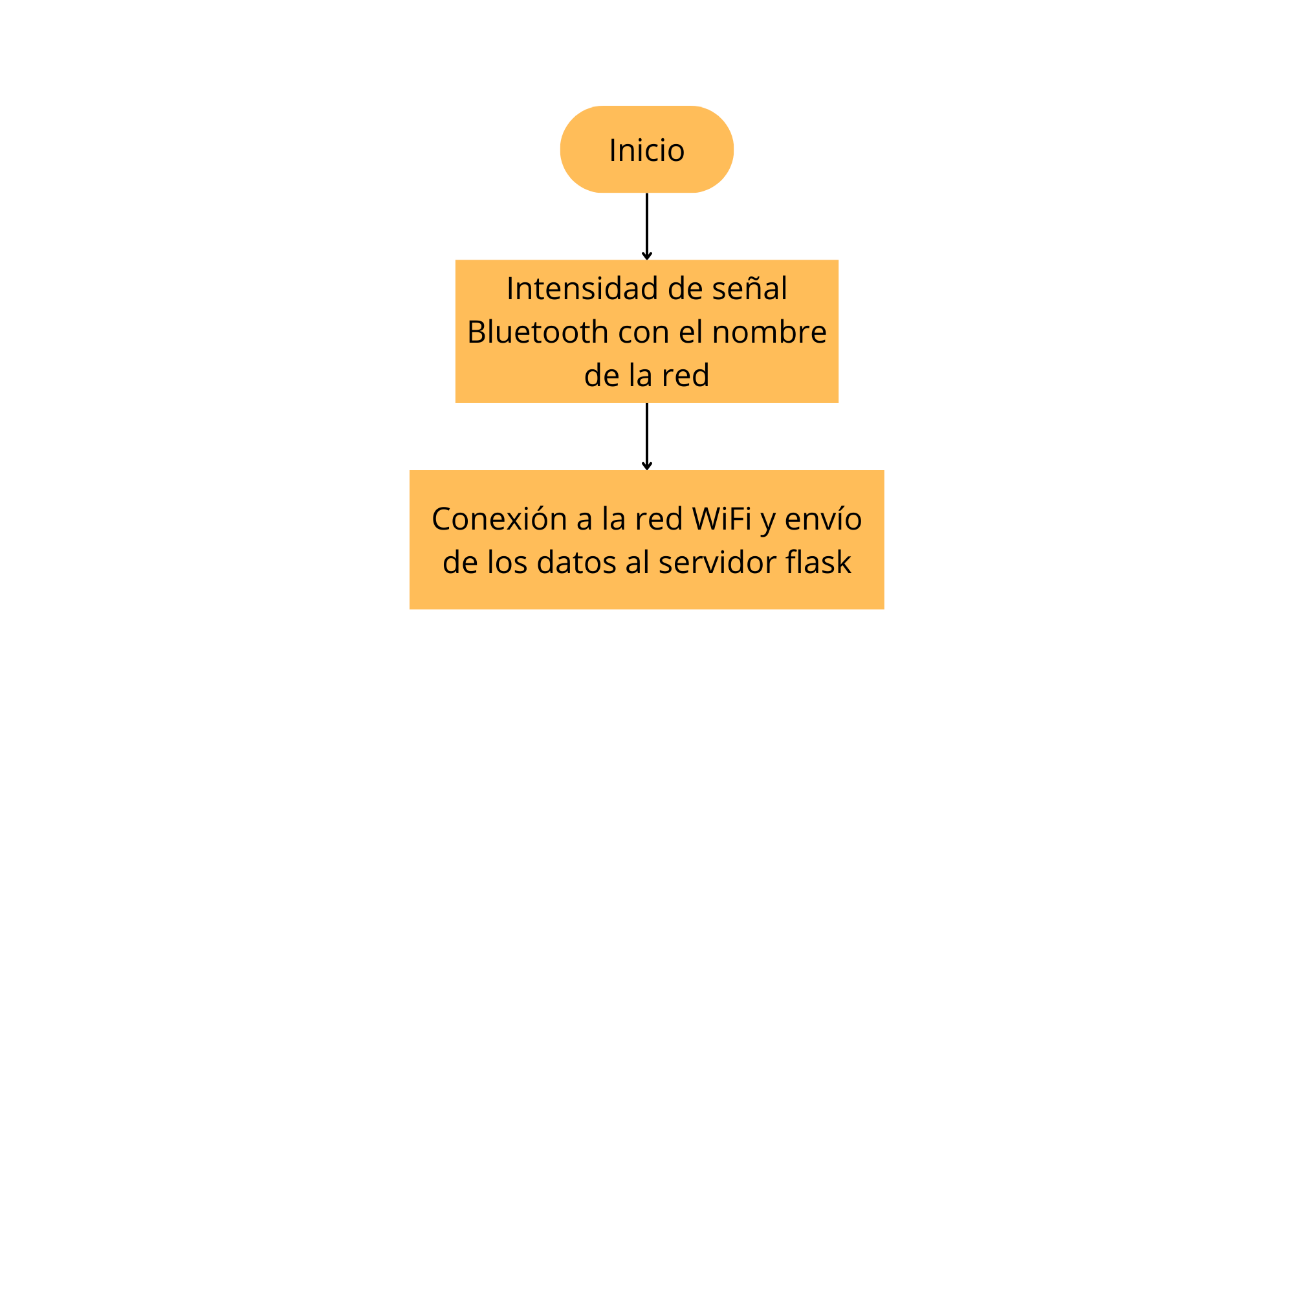 Inicio
Intensidad de señal
Bluetooth con el nombre
de la red
Conexión a la red WiFi y envío
de los datos al servidor flask